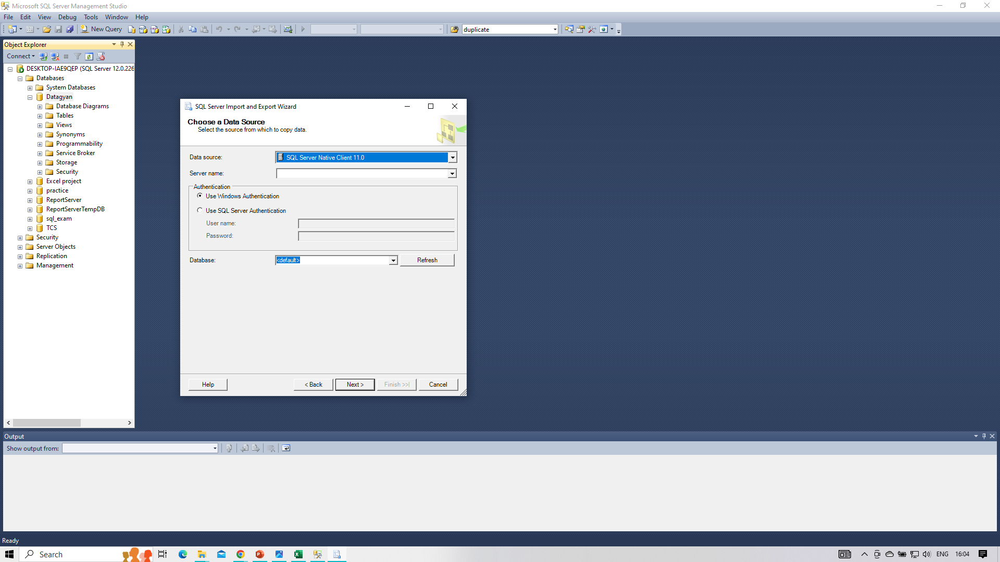 Microsoft SQL Server Management Studio
File Edit View Debug Tools Window Help
New Query
duplicate
Object Explorer
Connect
DESKTOP-IAE9QEP (SQL Server 12.0.226
Databases
System Databases
Datagyan
Database Diagrams
Tables
Views
Synonyms
Programmability
Service Broker
Storage
Security
Excel project
practice
ReportServer
ReportServerTempDB
sql_exam
TCS
Security
Server Objects
Replication
Management
SQL Server Import and Export Wizard
Choose a Data Source
Select the source from which to copy data.
Data source: SQL Server Native Client 11.0
Server name:
Authentication
Use Windows Authentication
Use SQL Server Authentication
User name:
Password:
Database: <default> Refresh
Help < Back Next > Finish >>| Cancel
Output
Show output from:
Ready
Search
ENG 16:04